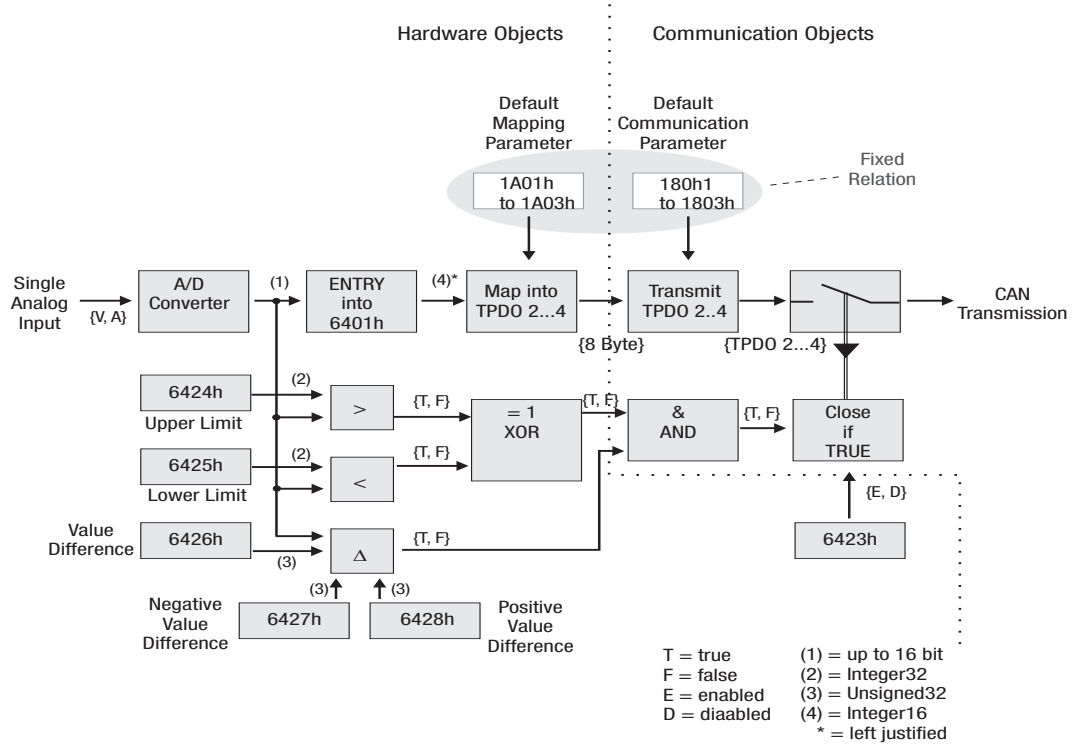 Hardware Objects
Communication Objects
Default
Mapping
Parameter
Default
Communication
Parameter
Fixed
Relation
1A01h
to 1A03h
180h1
to 1803h
Single
Analog
Input
{V, A}
A/D
Converter
(1)
ENTRY
into
6401h
(4)*
Map into
TPDO 2...4
{8 Byte}
Transmit
TPDO 2..4
{TPDO 2...4}
CAN
Transmission
6424h
Upper Limit
(2)
>
{T, F}
6425h
Lower Limit
(2)
<
{T, F}
= 1
XOR
{T, F}
&
AND
{T, F}
Close
if
TRUE
{E, D}
6423h
Value
Difference
6426h
(3)
Δ
{T, F}
Negative
Value
Difference
6427h
(3)
(3)
6428h
Positive
Value
Difference
T = true
F = false
E = enabled
D = diaabled
(1) = up to 16 bit
(2) = Integer32
(3) = Unsigned32
(4) = Integer16
* = left justified